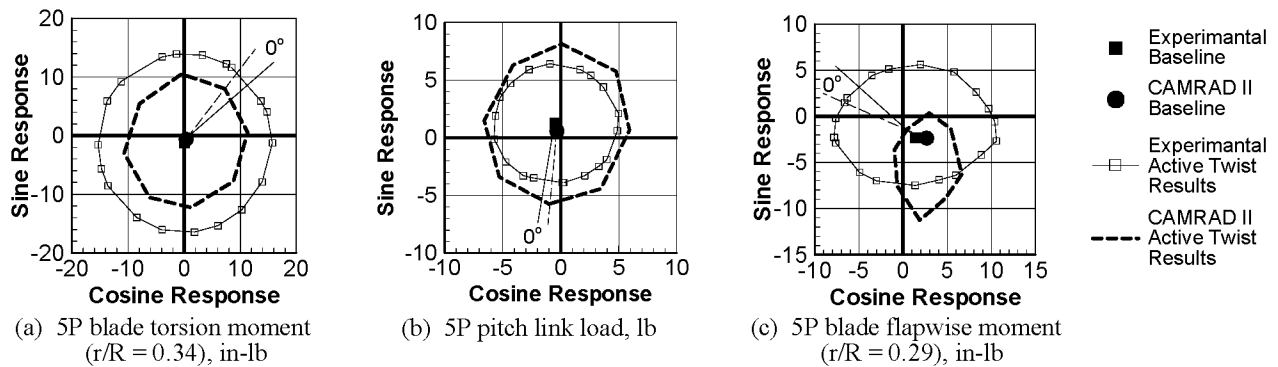 Sine Response
20
10
0
-10
-20
-20
-10
0
10
20
0°
Cosine Response
(a) 5P blade torsion moment
(r/R = 0.34), in-lb
Sine Response
10
5
0
-5
-10
-10
-5
0
5
10
0°
Cosine Response
(b) 5P pitch link load, lb
Sine Response
10
5
0
-5
-10
-15
-10
-5
0
5
10
15
0°
Cosine Response
(c) 5P blade flapwise moment
(r/R = 0.29), in-lb
Experimantal
Baseline
CAMRAD II
Baseline
Experimantal
Active Twist
Results
CAMRAD II
Active Twist
Results